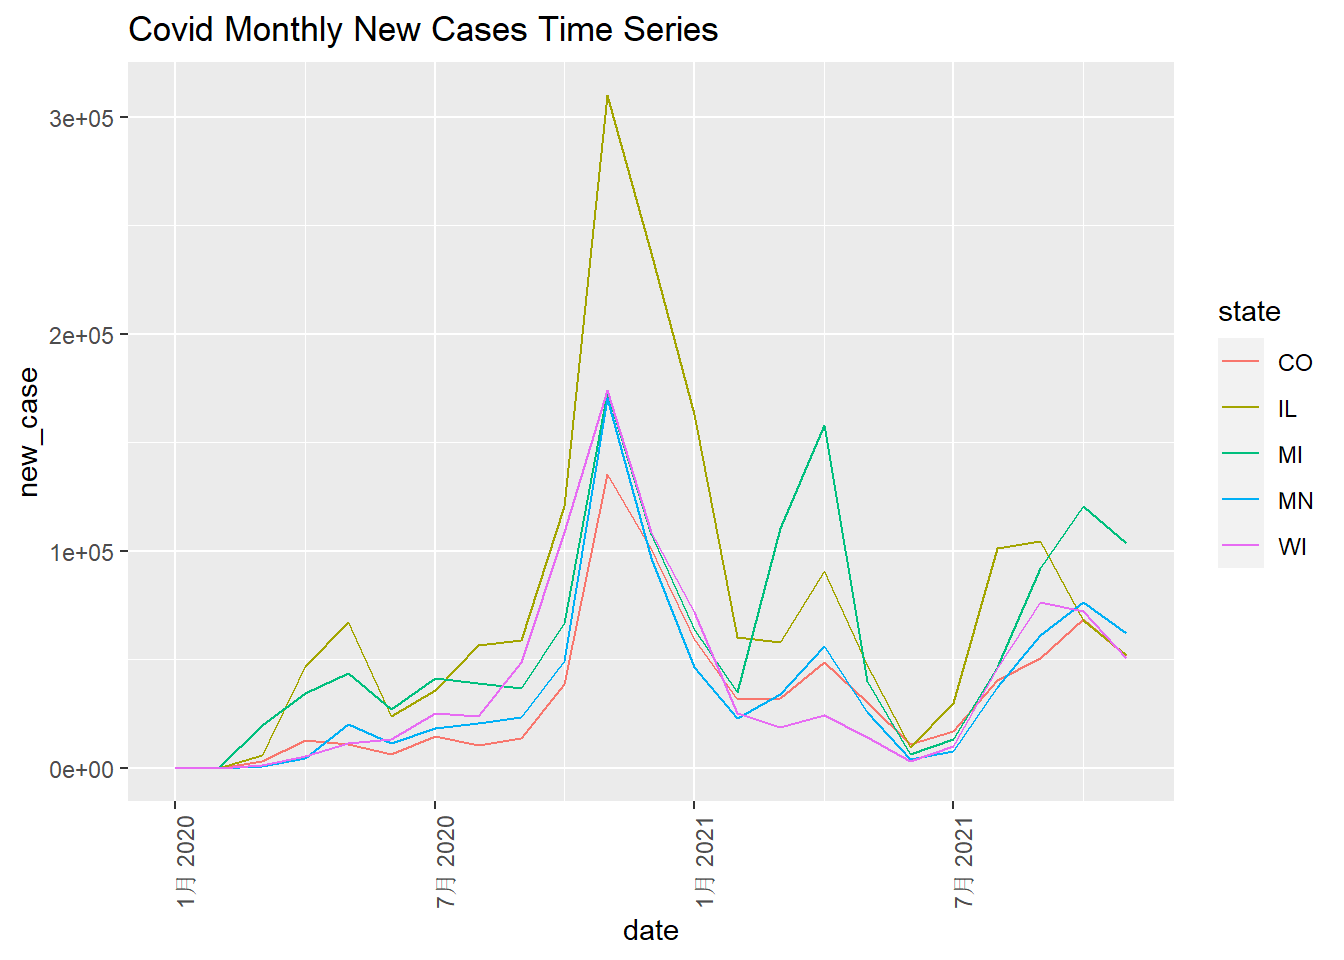 Covid Monthly New Cases Time Series
new_case
3e+05
2e+05
1e+05
0e+00
1月 2020
7月 2020
1月 2021
7月 2021
date
state
CO
IL
MI
MN
WI